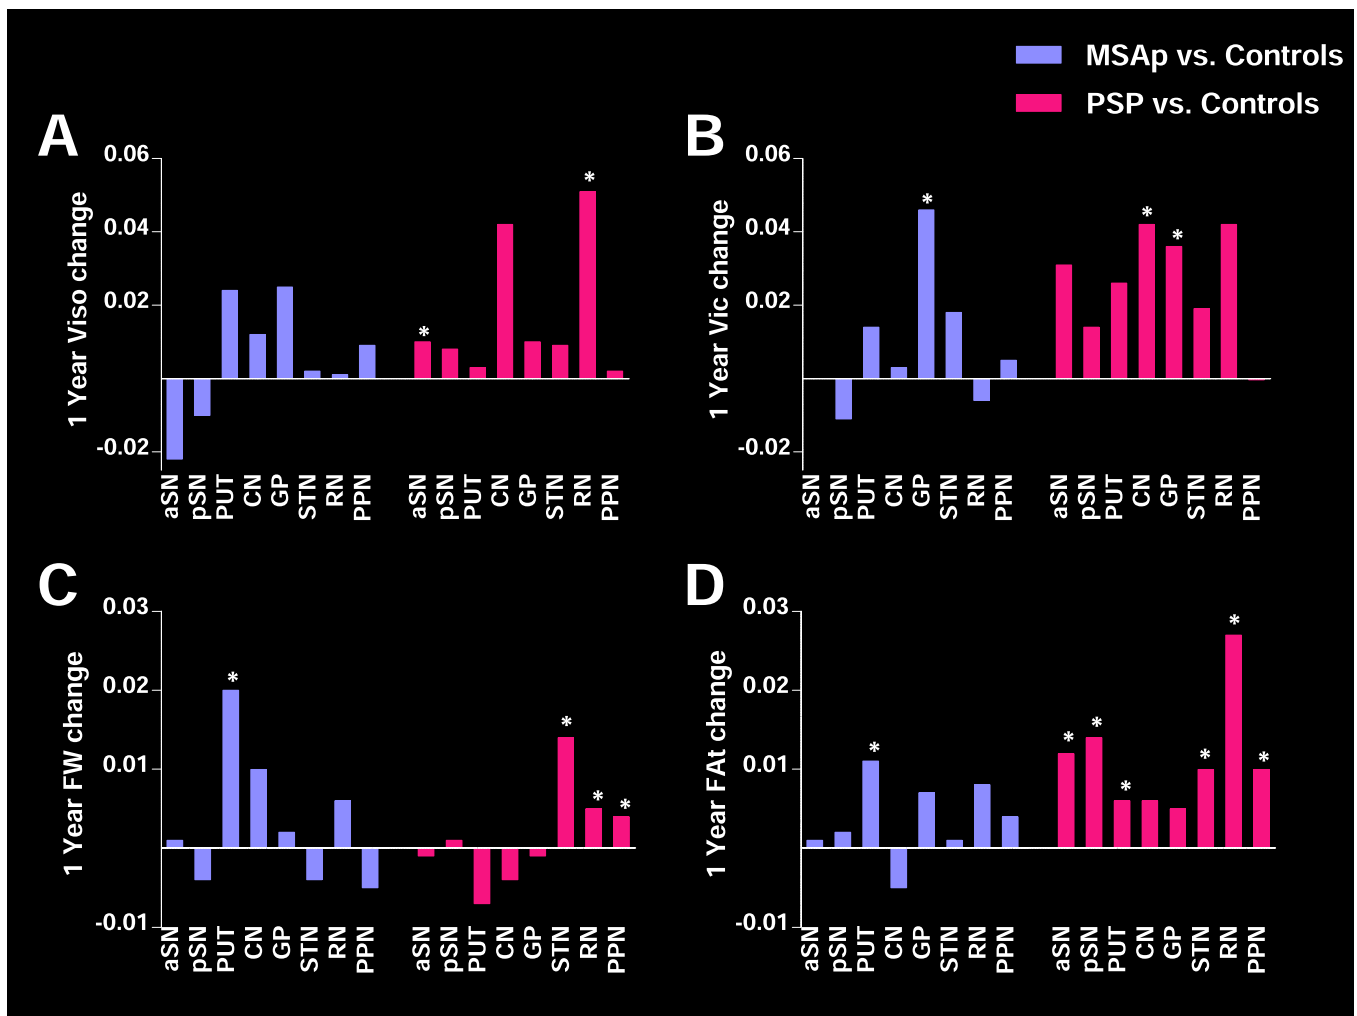 MSAp vs. Controls
PSP vs. Controls
A
0.06
0.04
0.02
-0.02
1 Year Viso change
*
*
aSN pSN PUT CN GP STN RN PPN aSN pSN PUT CN GP STN RN PPN
B
0.06
0.04
0.02
-0.02
1 Year Vic change
*
*
*
aSN pSN PUT CN GP STN RN PPN aSN pSN PUT CN GP STN RN PPN
C
0.03
0.02
0.01
-0.01
1 Year FW change
*
*
*
*
aSN pSN PUT CN GP STN RN PPN aSN pSN PUT CN GP STN RN PPN
D
0.03
0.02
0.01
-0.01
1 Year FAt change
*
*
*
*
*
*
*
aSN pSN PUT CN GP STN RN PPN aSN pSN PUT CN GP STN RN PPN